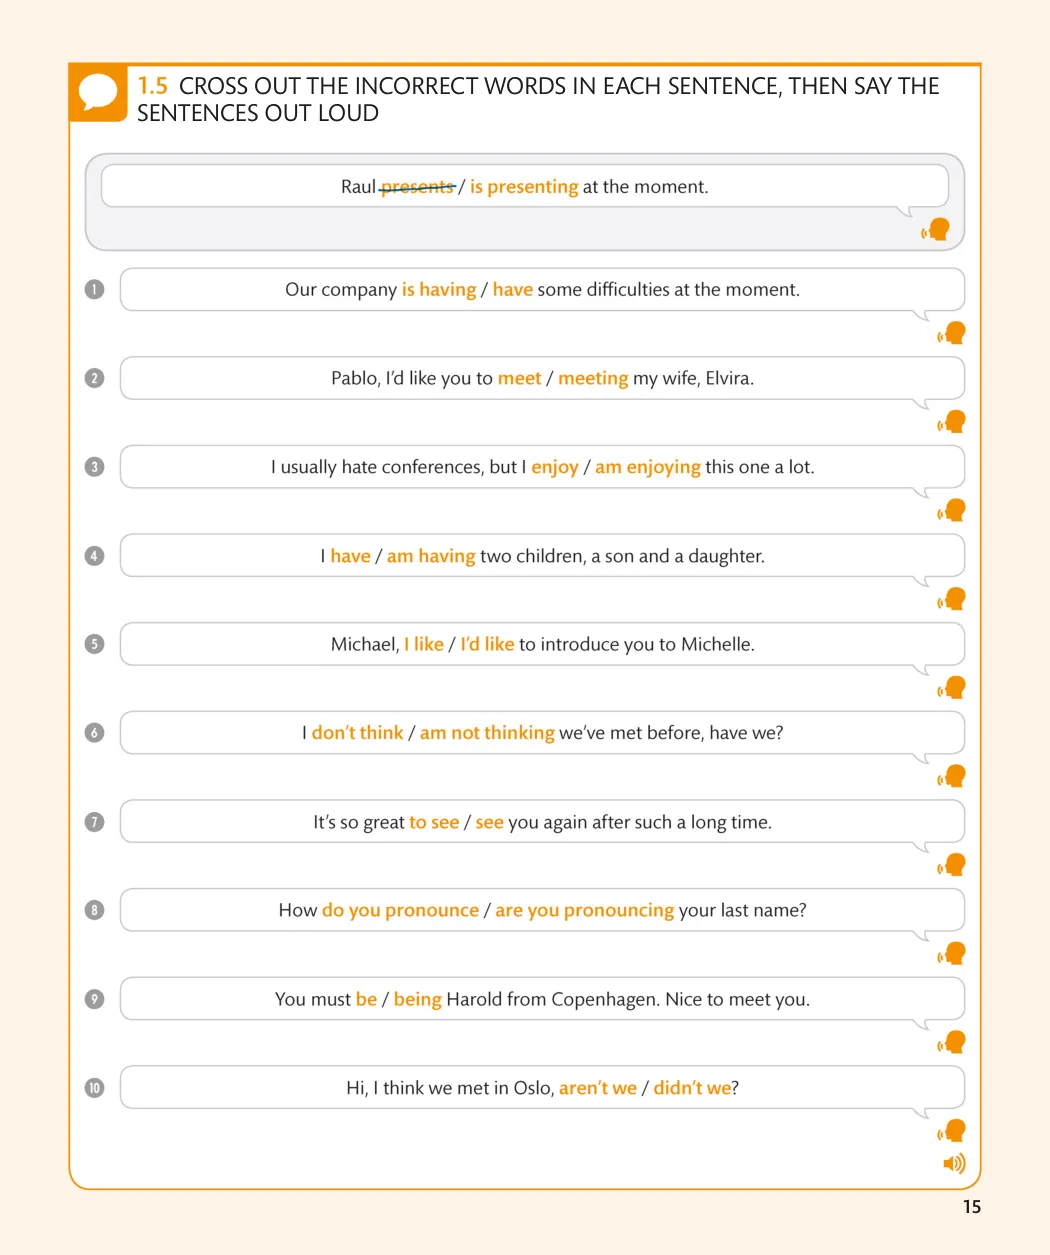 1.5 CROSS OUT THE INCORRECT WORDS IN EACH SENTENCE, THEN SAY THE
SENTENCES OUT LOUD
Raul presents / is presenting at the moment.
1 Our company is having / have some difficulties at the moment.
2 Pablo, I’d like you to meet / meeting my wife, Elvira.
3 I usually hate conferences, but I enjoy / am enjoying this one a lot.
4 I have / am having two children, a son and a daughter.
5 Michael, I like / I’d like to introduce you to Michelle.
6 I don’t think / am not thinking we’ve met before, have we?
7 It’s so great to see / see you again after such a long time.
8 How do you pronounce / are you pronouncing your last name?
9 You must be / being Harold from Copenhagen. Nice to meet you.
10 Hi, I think we met in Oslo, aren’t we / didn’t we?
15